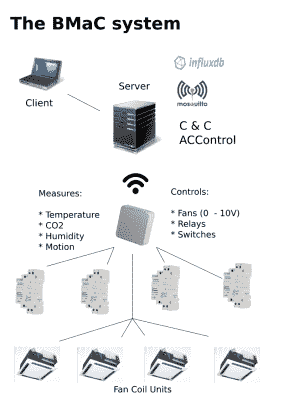 The BMaC system
influxdb
Server
mosquitto
Client
C & C
ACControl
Measures:
* Temperature
* CO2
* Humidity
* Motion
Controls:
* Fans (0 - 10V)
* Relays
* Switches
Fan Coil Units